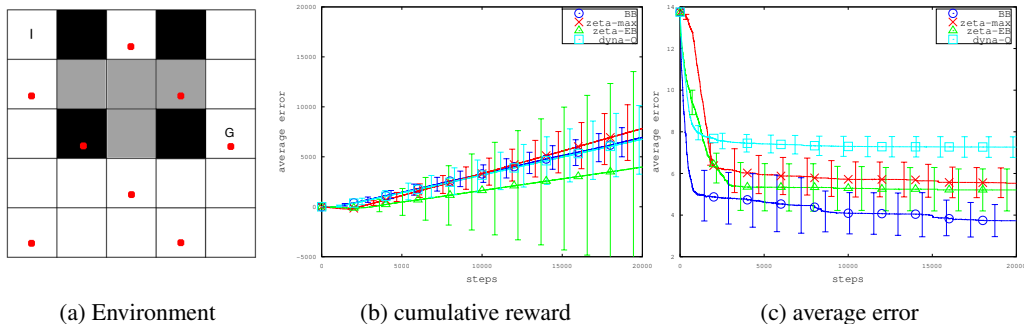 I
G
(a) Environment
average error
20000
15000
10000
5000
0
-5000
0
5000
10000
15000
20000
steps
BB
zeta-max
zeta-EB
dyna-Q
(b) cumulative reward
average error
14
12
10
8
6
4
2
0
5000
10000
15000
20000
steps
BB
zeta-max
zeta-EB
dyna-Q
(c) average error